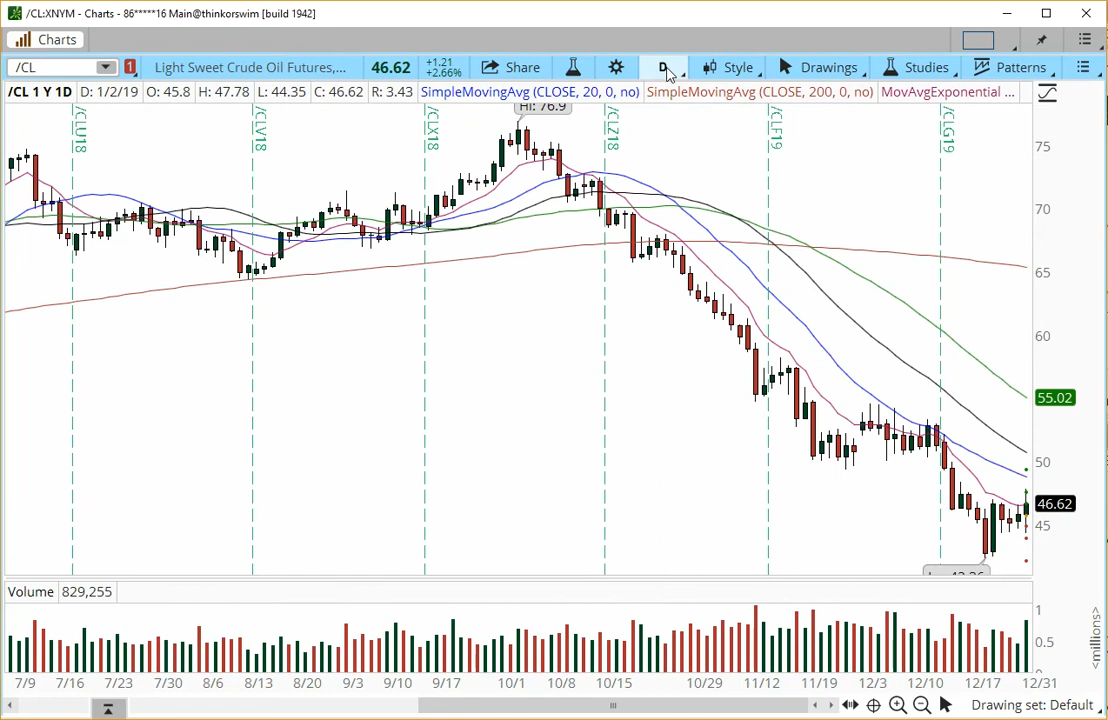 /CL:XNYM - Charts - 86*****16 Main@thinkorswim [build 1942]
Charts
/CL 1 Light Sweet Crude Oil Futures,... 46.62 +1.21 +2.66% Share D Style Drawings Studies Patterns
/CL 1 Y 1D D: 1/2/19 O: 45.8 H: 47.78 L: 44.35 C: 46.62 R: 3.43 SimpleMovingAvg (CLOSE, 20, 0, no) SimpleMovingAvg (CLOSE, 200, 0, no) MovAvgExponential ...
Hi: 76.9
/CLU18 /CLV18 /CLX18 /CLZ18 /CLF19 /CLG19
75
70
65
60
55.02
50
46.62
45
Volume 829,255
1
0.5
0
<millions>
7/9 7/16 7/23 7/30 8/6 8/13 8/20 9/3 9/10 9/17 10/1 10/8 10/15 10/29 11/12 11/19 12/3 12/17 12/31
Drawing set: Default